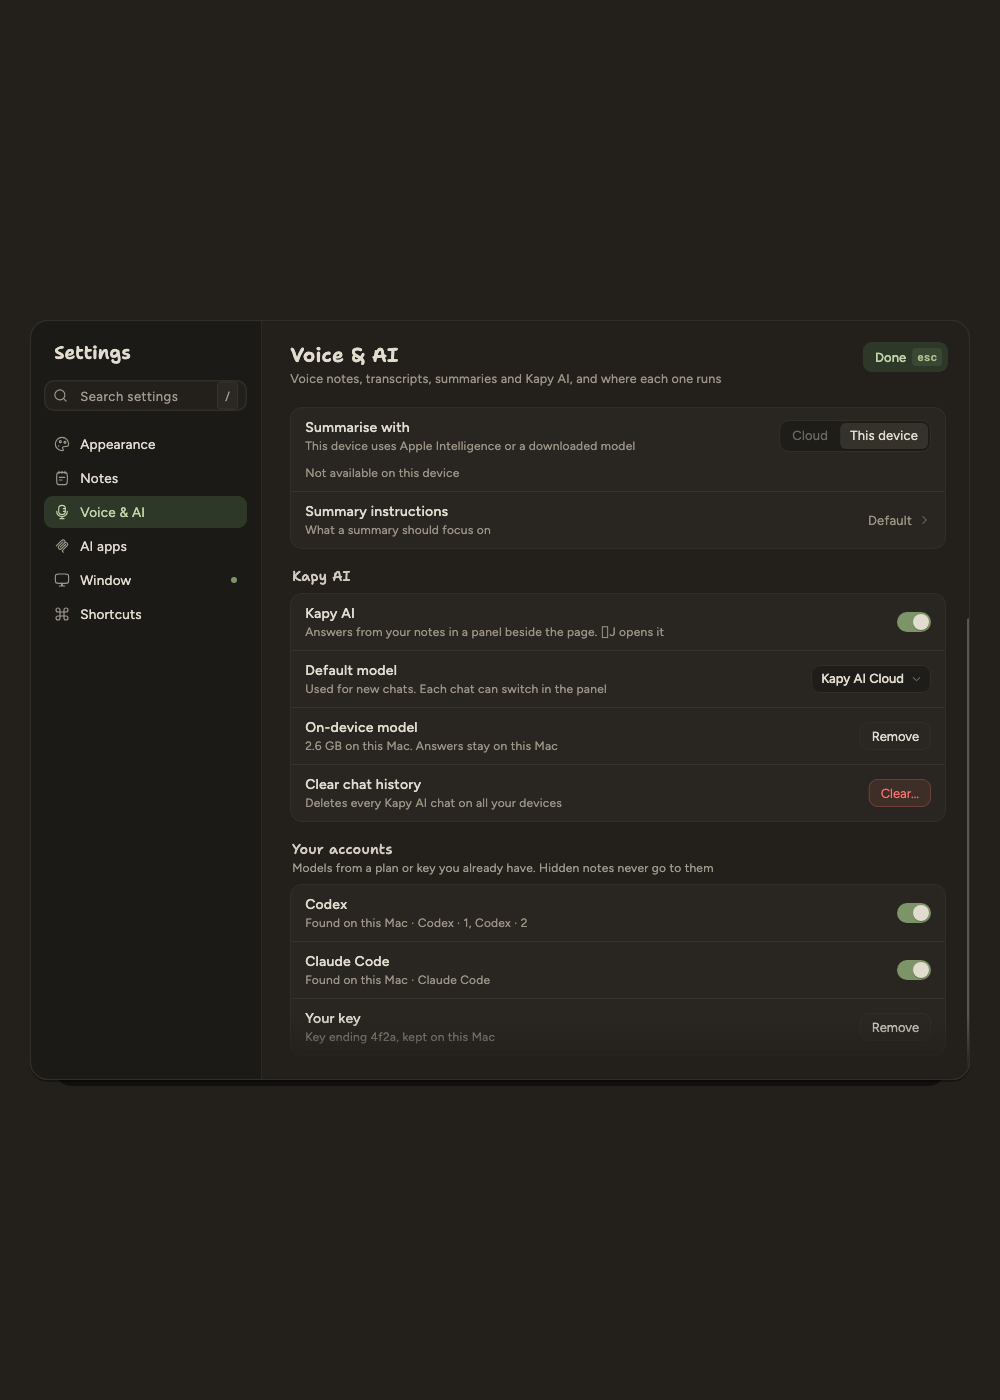 Settings
Search settings /
Appearance
Notes
Voice & AI
AI apps
Window
Shortcuts
Voice & AI
Voice notes, transcripts, summaries and Kapy AI, and where each one runs
Done esc
Summarise with
This device uses Apple Intelligence or a downloaded model
Cloud This device
Not available on this device
Summary instructions
What a summary should focus on
Default
Kapy AI
Kapy AI
Answers from your notes in a panel beside the page. ▯J opens it
Default model
Used for new chats. Each chat can switch in the panel
Kapy AI Cloud
On-device model
2.6 GB on this Mac. Answers stay on this Mac
Remove
Clear chat history
Deletes every Kapy AI chat on all your devices
Clear...
Your accounts
Models from a plan or key you already have. Hidden notes never go to them
Codex
Found on this Mac · Codex · 1, Codex · 2
Claude Code
Found on this Mac · Claude Code
Your key
Key ending 4f2a, kept on this Mac
Remove